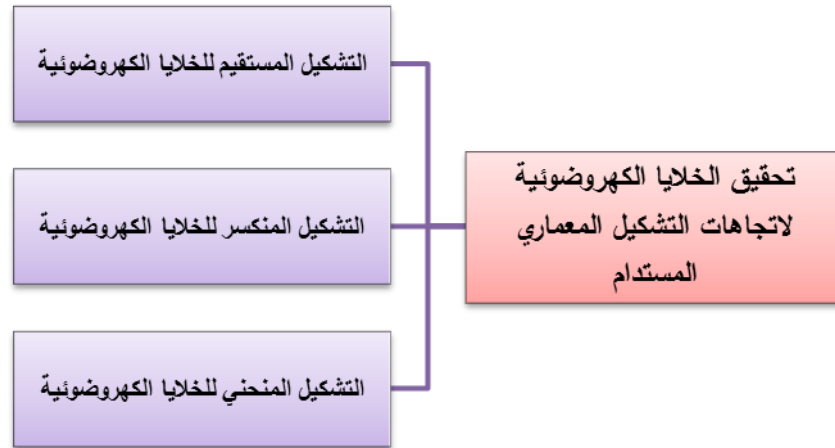 تحقيق الخلايا الكهروضوئية
لاتجاهات التشكيل المعماري
المستدام
التشكيل المستقيم للخلايا الكهروضوئية
التشكيل المنكسر للخلايا الكهروضوئية
التشكيل المنحني للخلايا الكهروضوئية